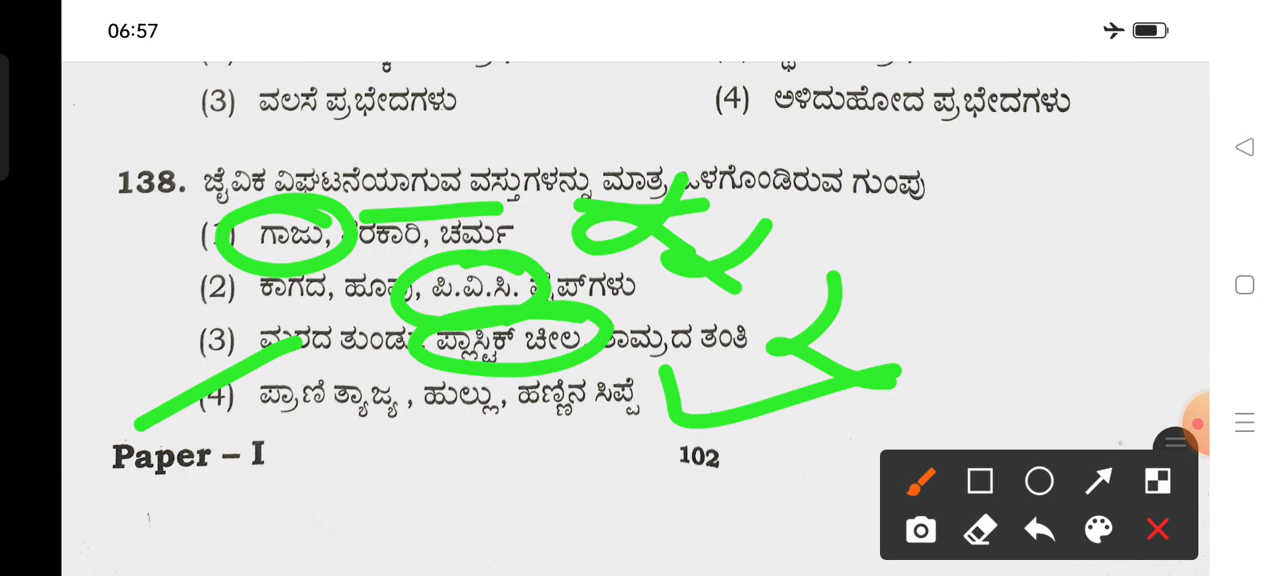 06:57
(3) ವಲಸೆ ಪ್ರಭೇದಗಳು (4) ಅಳಿದುಹೋದ ಪ್ರಭೇದಗಳು
138. ಜೈವಿಕ ವಿಘಟನೆಯಾಗುವ ವಸ್ತುಗಳನ್ನು ಮಾತ್ರ ಒಳಗೊಂಡಿರುವ ಗುಂಪು
(1) ಗಾಜು, ತರಕಾರಿ, ಚರ್ಮ
(2) ಕಾಗದ, ಹೂವು, ಪಿ.ವಿ.ಸಿ. ಪೈಪ್‌ಗಳು
(3) ಮರದ ತುಂಡು, ಪ್ಲಾಸ್ಟಿಕ್ ಚೀಲ, ತಾಮ್ರದ ತಂತಿ
(4) ಪ್ರಾಣಿ ತ್ಯಾಜ್ಯ, ಹುಲ್ಲು, ಹಣ್ಣಿನ ಸಿಪ್ಪೆ
Paper – I 102